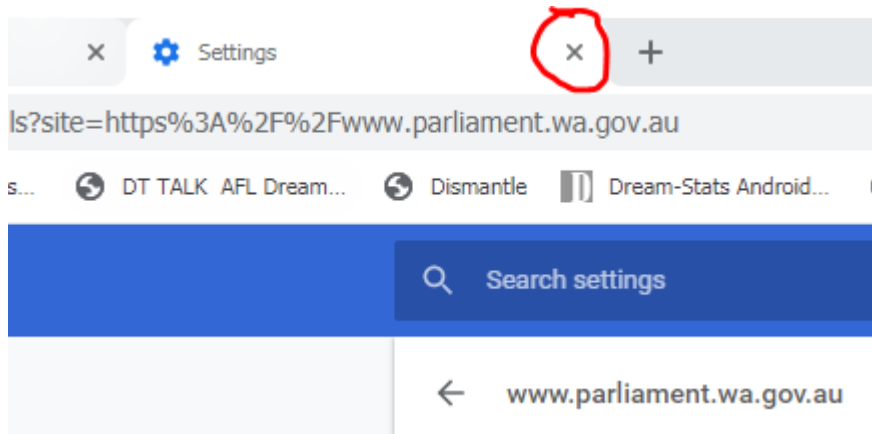 Settings
ls?site=https%3A%2F%2Fwww.parliament.wa.gov.au
s... DT TALK AFL Dream... Dismantle Dream-Stats Android...
Search settings
www.parliament.wa.gov.au